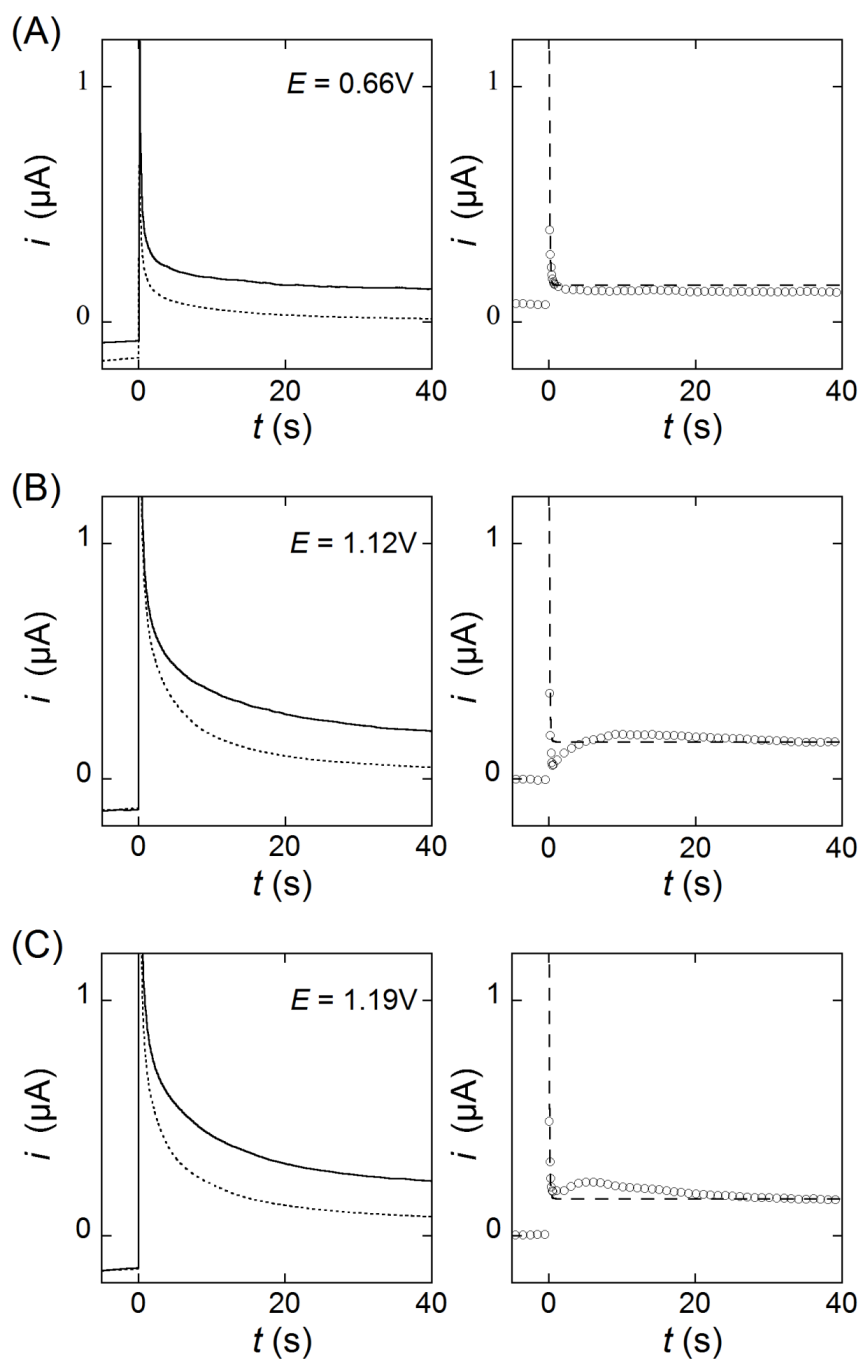 (A)
E = 0.66V
1
0
i (μA)
0 20 40
t (s)
1
0
i (μA)
0 20 40
t (s)
(B)
E = 1.12V
1
0
i (μA)
0 20 40
t (s)
1
0
i (μA)
0 20 40
t (s)
(C)
E = 1.19V
1
0
i (μA)
0 20 40
t (s)
1
0
i (μA)
0 20 40
t (s)